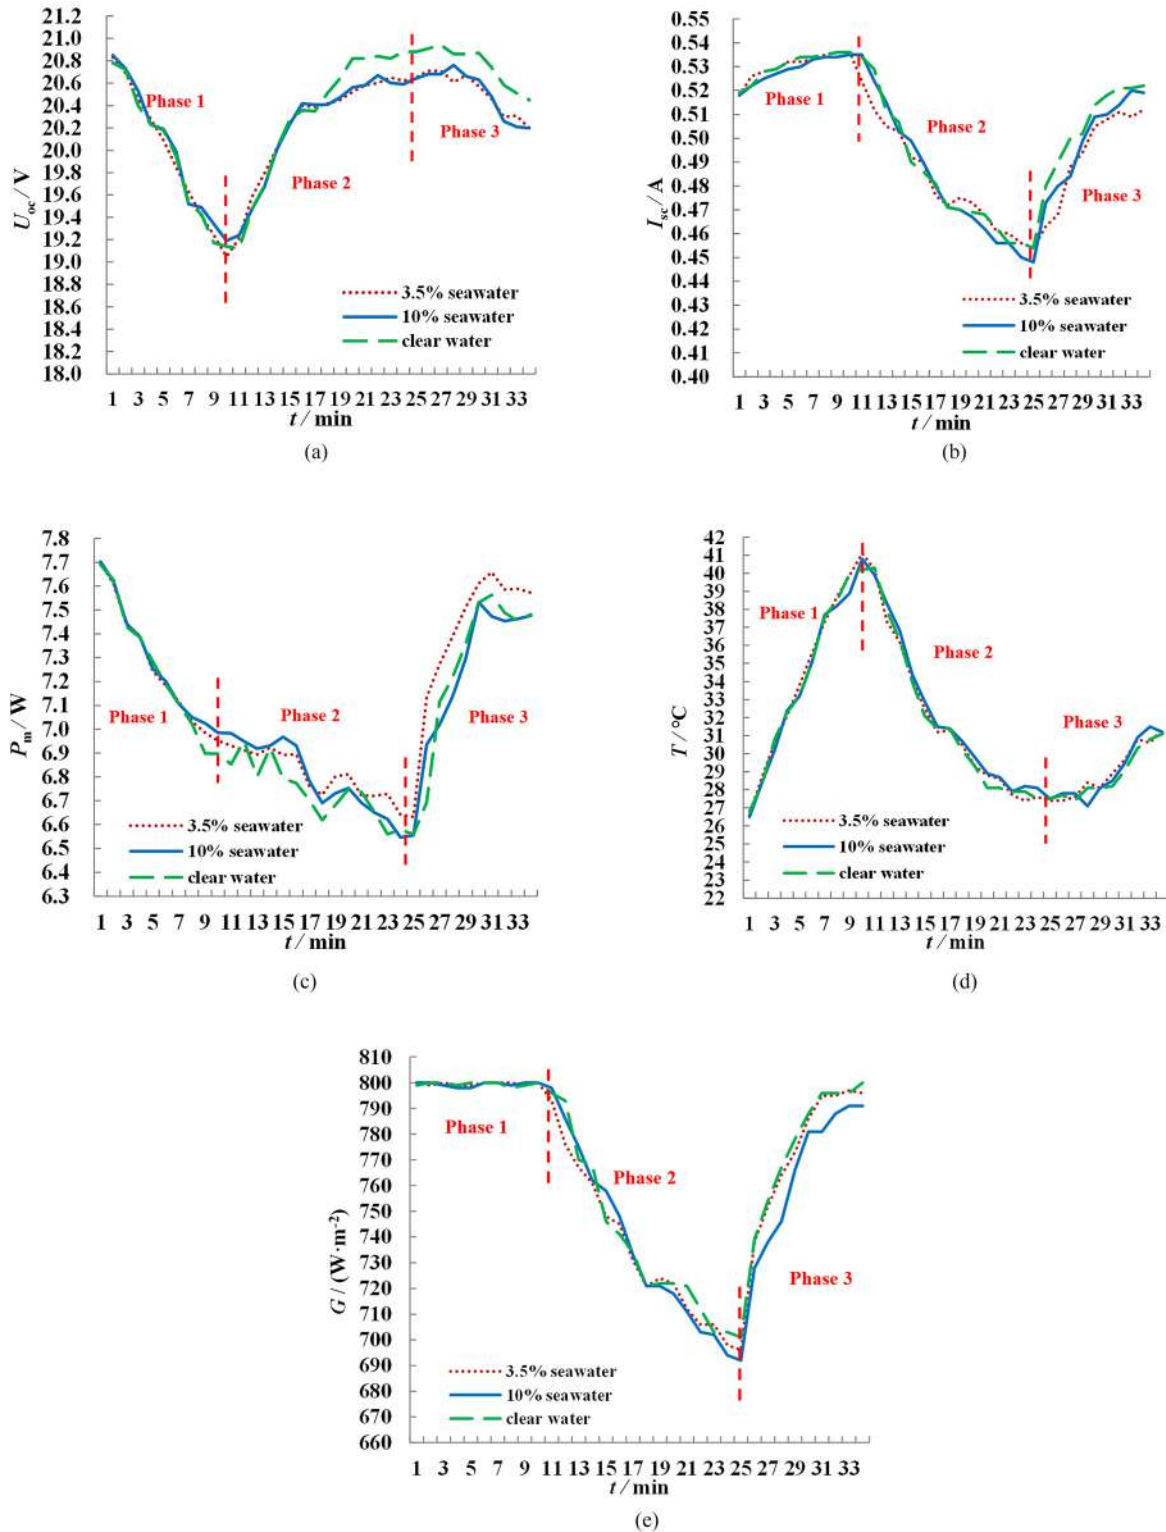 21.2
21.0
20.8
20.6
20.4
20.2
20.0
19.8
19.6
19.4
19.2
19.0
18.8
18.6
18.4
18.2
18.0
Uoc / V
Phase 1
Phase 2
Phase 3
3.5% seawater
10% seawater
clear water
1 3 5 7 9 11 13 15 17 19 21 23 25 27 29 31 33
t / min
(a)
0.55
0.54
0.53
0.52
0.51
0.50
0.49
0.48
0.47
0.46
0.45
0.44
0.43
0.42
0.41
0.40
Isc / A
Phase 1
Phase 2
Phase 3
3.5% seawater
10% seawater
clear water
1 3 5 7 9 11 13 15 17 19 21 23 25 27 29 31 33
t / min
(b)
7.8
7.7
7.6
7.5
7.4
7.3
7.2
7.1
7.0
6.9
6.8
6.7
6.6
6.5
6.4
6.3
Pm / W
Phase 1
Phase 2
Phase 3
3.5% seawater
10% seawater
clear water
1 3 5 7 9 11 13 15 17 19 21 23 25 27 29 31 33
t / min
(c)
42
41
40
39
38
37
36
35
34
33
32
31
30
29
28
27
26
25
24
23
22
T / °C
Phase 1
Phase 2
Phase 3
3.5% seawater
10% seawater
clear water
1 3 5 7 9 11 13 15 17 19 21 23 25 27 29 31 33
t / min
(d)
810
800
790
780
770
760
750
740
730
720
710
700
690
680
670
660
G / (W·m⁻²)
Phase 1
Phase 2
Phase 3
3.5% seawater
10% seawater
clear water
1 3 5 7 9 11 13 15 17 19 21 23 25 27 29 31 33
t / min
(e)